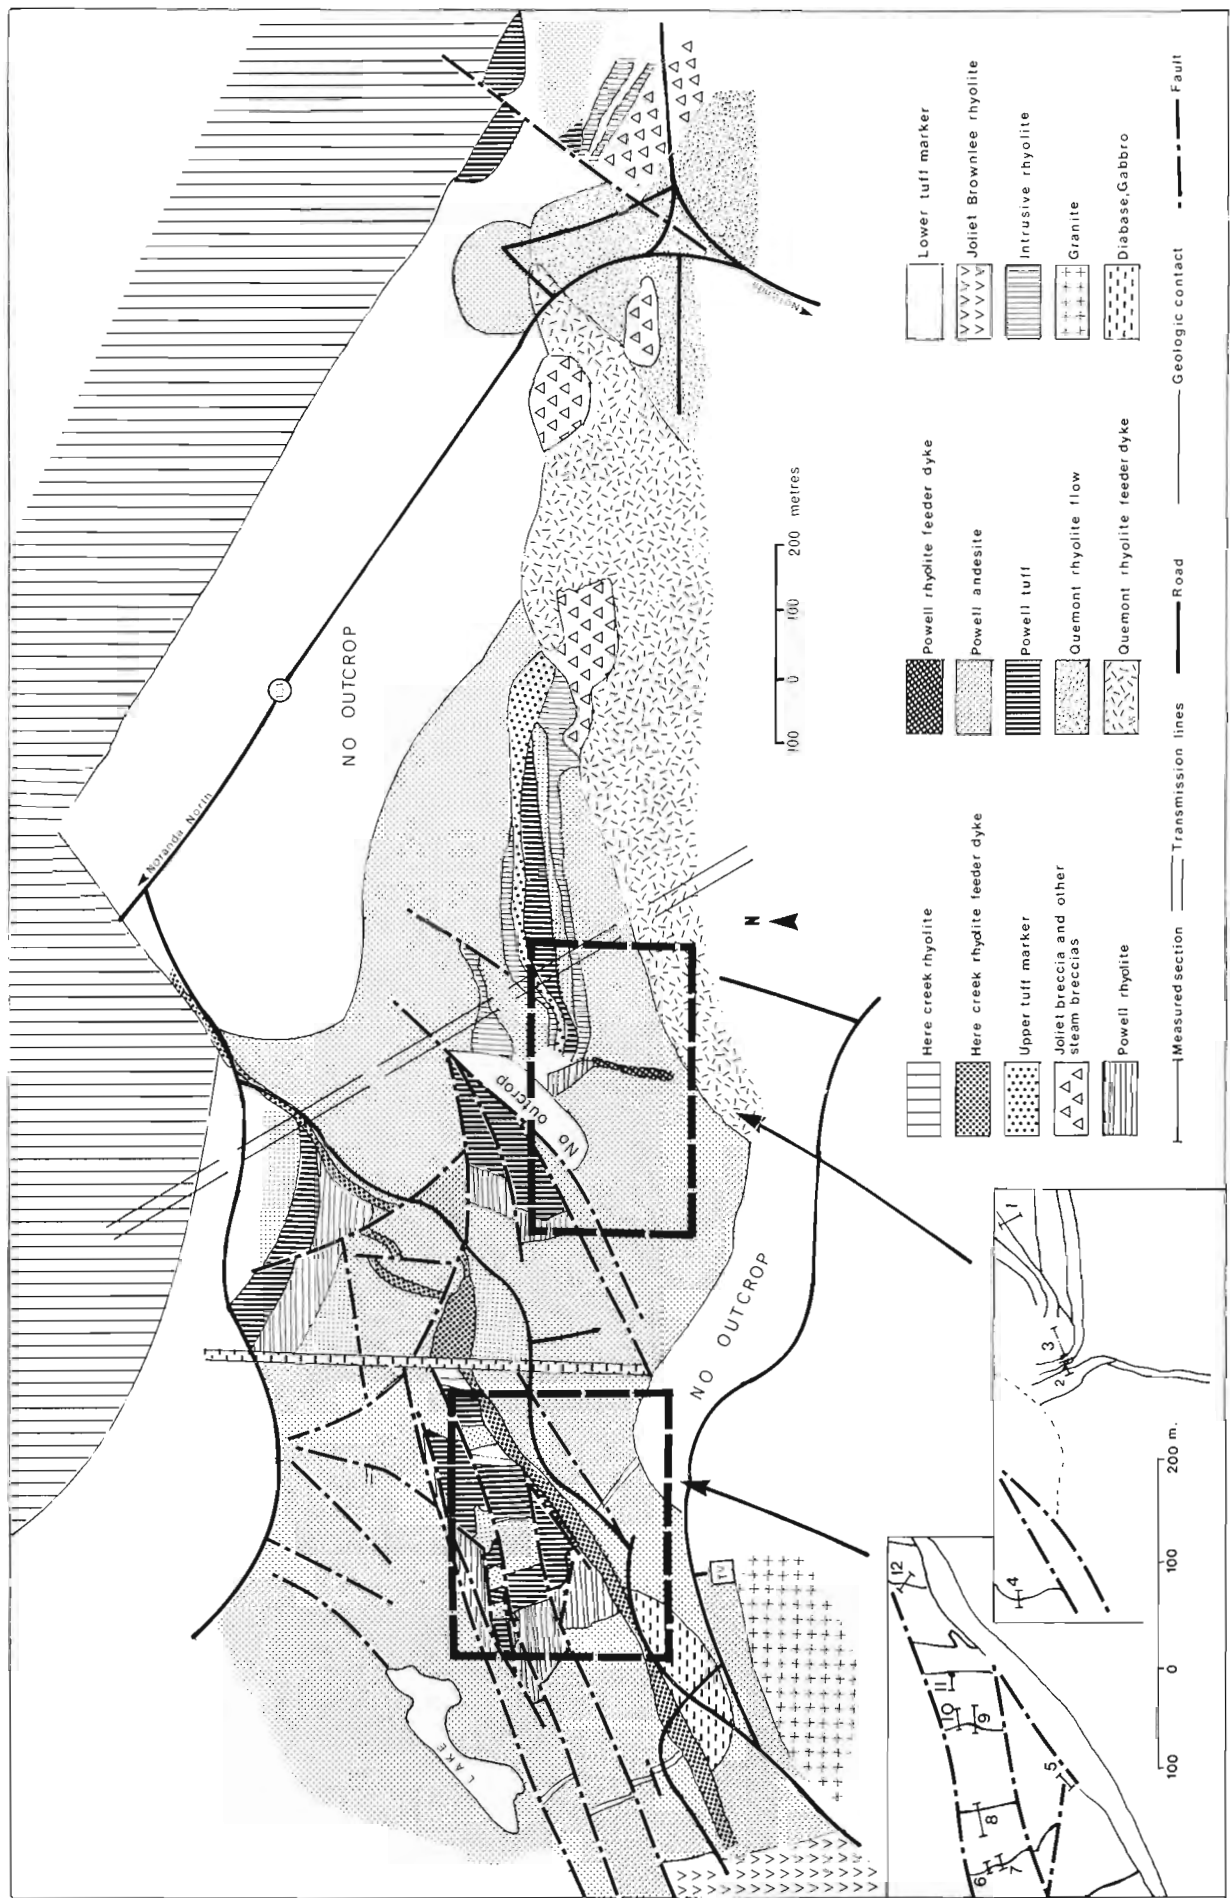 Noranda North
NO OUTCROP
Noranda
No outcrop
NO OUTCROP
LAKE
TV
N
100 0 100 200 metres
Here creek rhyolite
Here creek rhyolite feeder dyke
Upper tuff marker
Joliet breccia and other
steam breccias
Powell rhyolite
Powell rhyolite feeder dyke
Powell andesite
Powell tuff
Quemont rhyolite flow
Quemont rhyolite feeder dyke
Lower tuff marker
Joliet Brownlee rhyolite
Intrusive rhyolite
Granite
Diabase,Gabbro
Measured section
Transmission lines
Road
Geologic contact
Fault
1
2
3
4
5
6
7
8
9
10
11
12
100 0 100 200 m.